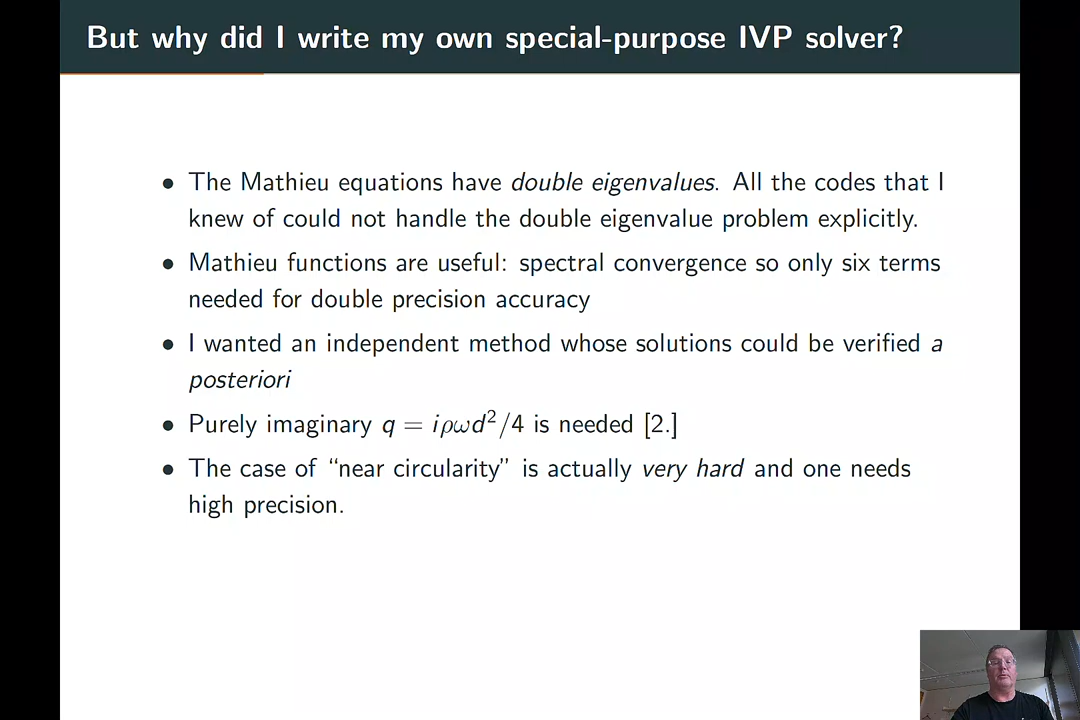 But why did I write my own special-purpose IVP solver?
• The Mathieu equations have double eigenvalues. All the codes that I
knew of could not handle the double eigenvalue problem explicitly.
• Mathieu functions are useful: spectral convergence so only six terms
needed for double precision accuracy
• I wanted an independent method whose solutions could be verified a
posteriori
• Purely imaginary q = iρωd²/4 is needed [2.]
• The case of “near circularity” is actually very hard and one needs
high precision.